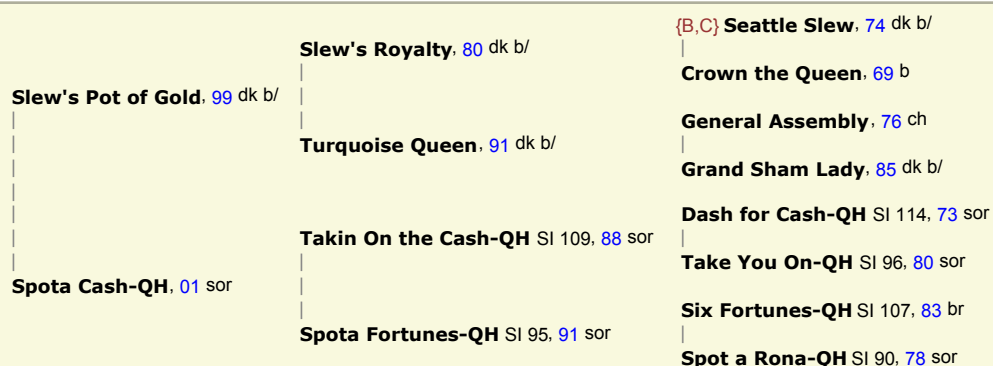 {B,C} Seattle Slew, 74 dk b/
Slew's Royalty, 80 dk b/
Crown the Queen, 69 b
Slew's Pot of Gold, 99 dk b/
General Assembly, 76 ch
Turquoise Queen, 91 dk b/
Grand Sham Lady, 85 dk b/
Dash for Cash-QH SI 114, 73 sor
Takin On the Cash-QH SI 109, 88 sor
Take You On-QH SI 96, 80 sor
Spota Cash-QH, 01 sor
Six Fortunes-QH SI 107, 83 br
Spota Fortunes-QH SI 95, 91 sor
Spot a Rona-QH SI 90, 78 sor